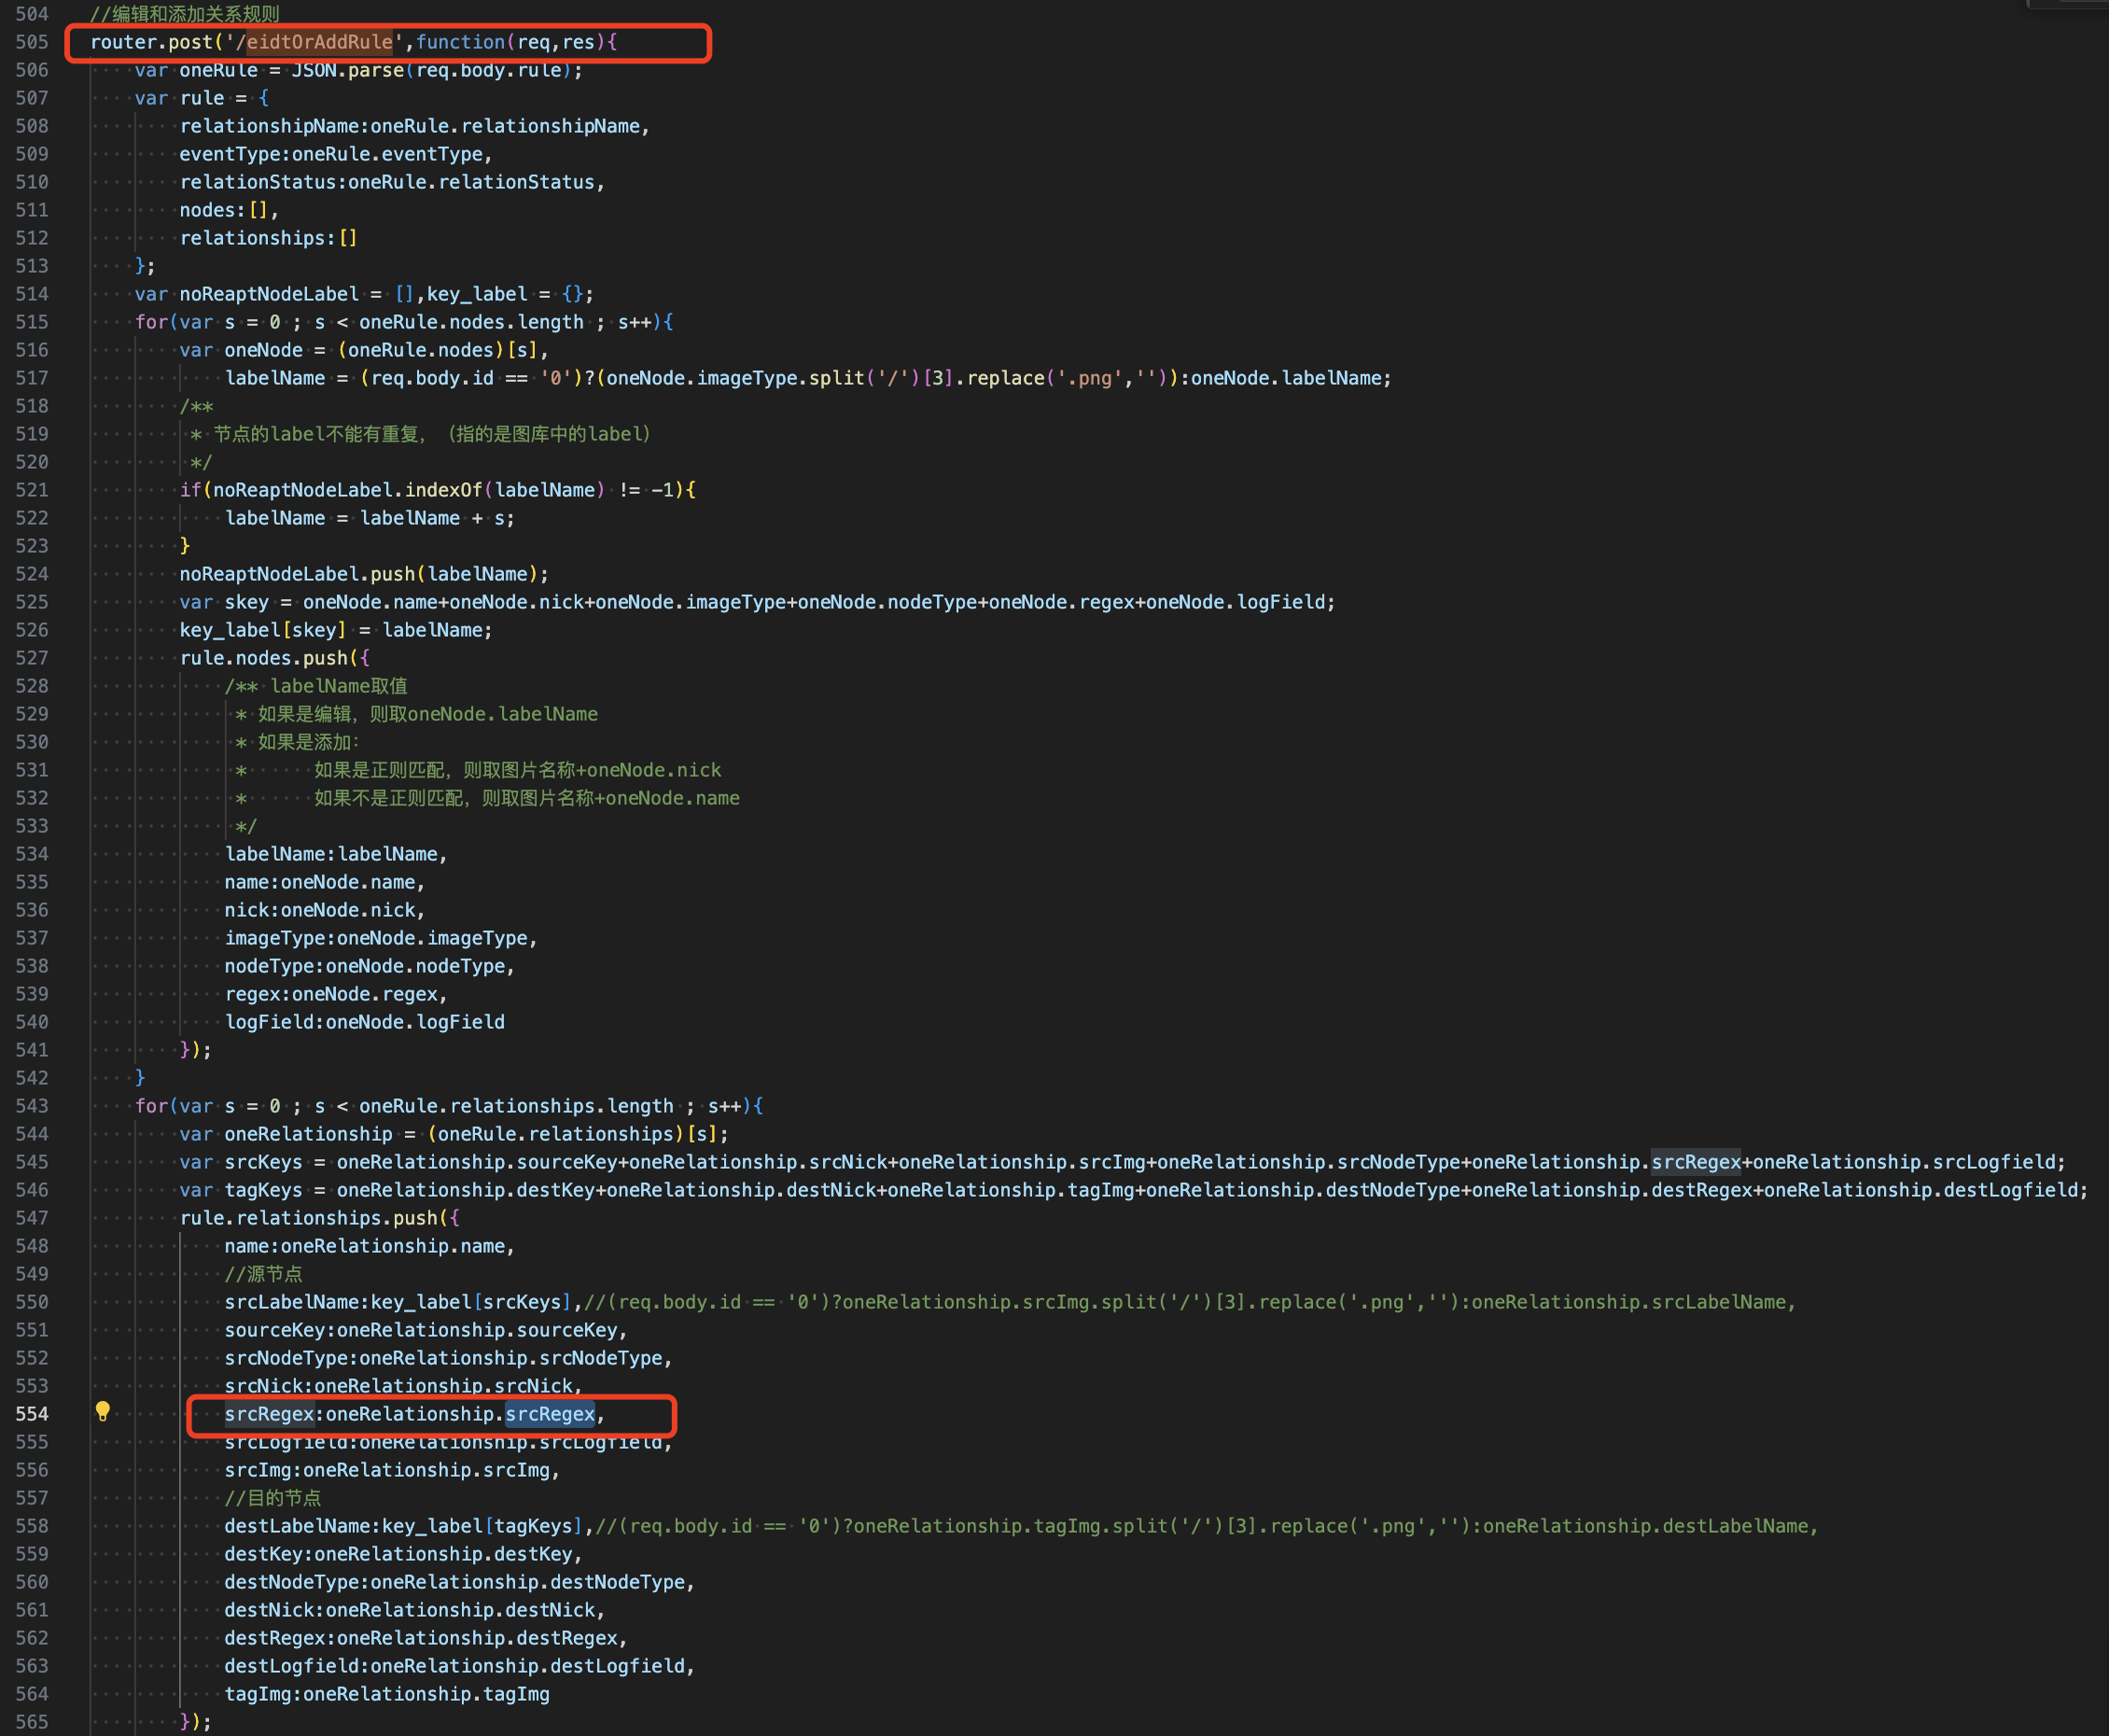 504 //编辑和添加关系规则
505 router.post('/eidtOrAddRule',function(req,res){
506 var oneRule = JSON.parse(req.body.rule);
507 var rule = {
508 relationshipName:oneRule.relationshipName,
509 eventType:oneRule.eventType,
510 relationStatus:oneRule.relationStatus,
511 nodes:[],
512 relationships:[]
513 };
514 var noReaptNodeLabel = [],key_label = {};
515 for(var s = 0 ; s < oneRule.nodes.length ; s++){
516 var oneNode = (oneRule.nodes)[s],
517 labelName = (req.body.id == '0')?(oneNode.imageType.split('/')[3].replace('.png','')):oneNode.labelName;
518 /**
519 * 节点的label不能有重复，（指的是图库中的label）
520 */
521 if(noReaptNodeLabel.indexOf(labelName) != -1){
522 labelName = labelName + s;
523 }
524 noReaptNodeLabel.push(labelName);
525 var skey = oneNode.name+oneNode.nick+oneNode.imageType+oneNode.nodeType+oneNode.regex+oneNode.logField;
526 key_label[skey] = labelName;
527 rule.nodes.push({
528 /** labelName取值
529 * 如果是编辑，则取oneNode.labelName
530 * 如果是添加：
531 * 如果是正则匹配，则取图片名称+oneNode.nick
532 * 如果不是正则匹配，则取图片名称+oneNode.name
533 */
534 labelName:labelName,
535 name:oneNode.name,
536 nick:oneNode.nick,
537 imageType:oneNode.imageType,
538 nodeType:oneNode.nodeType,
539 regex:oneNode.regex,
540 logField:oneNode.logField
541 });
542 }
543 for(var s = 0 ; s < oneRule.relationships.length ; s++){
544 var oneRelationship = (oneRule.relationships)[s];
545 var srcKeys = oneRelationship.sourceKey+oneRelationship.srcNick+oneRelationship.srcImg+oneRelationship.srcNodeType+oneRelationship.srcRegex+oneRelationship.srcLogfield;
546 var tagKeys = oneRelationship.destKey+oneRelationship.destNick+oneRelationship.tagImg+oneRelationship.destNodeType+oneRelationship.destRegex+oneRelationship.destLogfield;
547 rule.relationships.push({
548 name:oneRelationship.name,
549 //源节点
550 srcLabelName:key_label[srcKeys],//(req.body.id == '0')?oneRelationship.srcImg.split('/')[3].replace('.png',''):oneRelationship.srcLabelName,
551 sourceKey:oneRelationship.sourceKey,
552 srcNodeType:oneRelationship.srcNodeType,
553 srcNick:oneRelationship.srcNick,
554 srcRegex:oneRelationship.srcRegex,
555 srcLogfield:oneRelationship.srcLogfield,
556 srcImg:oneRelationship.srcImg,
557 //目的节点
558 destLabelName:key_label[tagKeys],//(req.body.id == '0')?oneRelationship.tagImg.split('/')[3].replace('.png',''):oneRelationship.destLabelName,
559 destKey:oneRelationship.destKey,
560 destNodeType:oneRelationship.destNodeType,
561 destNick:oneRelationship.destNick,
562 destRegex:oneRelationship.destRegex,
563 destLogfield:oneRelationship.destLogfield,
564 tagImg:oneRelationship.tagImg
565 });